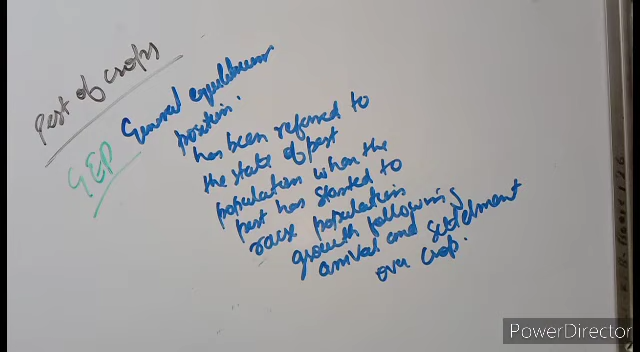 Pest of crops
GEP General equilibrium
position.
has been referred to
the state of pest
population when the
pest has started to
population
growth following
arrival and settlement
over crop.
PowerDirector